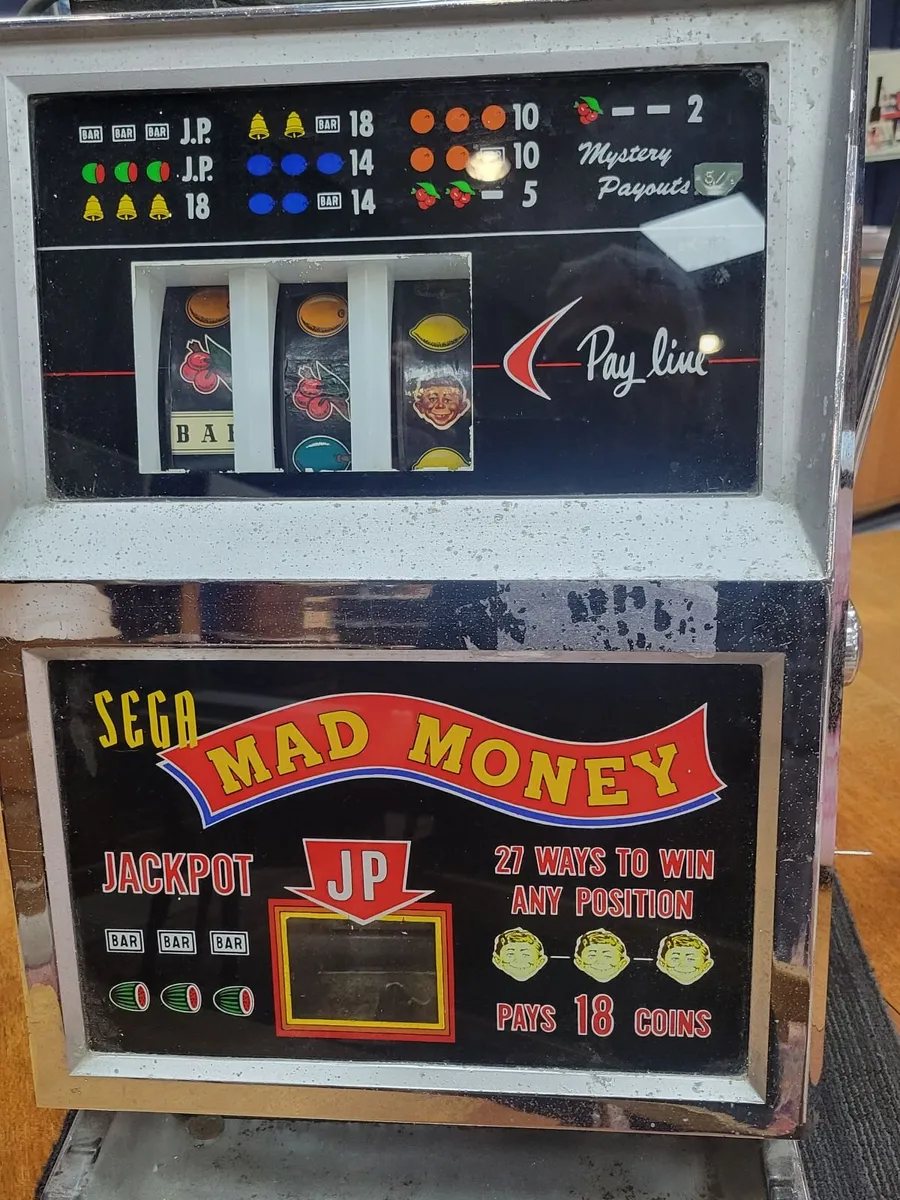 BAR BAR BAR J.P.
J.P.
18
BAR 18
14
BAR 14
10
10
5
2
Mystery
Payouts
BAR
Pay line
SEGA
MAD MONEY
JACKPOT
BAR BAR BAR
JP
27 WAYS TO WIN
ANY POSITION
PAYS 18 COINS